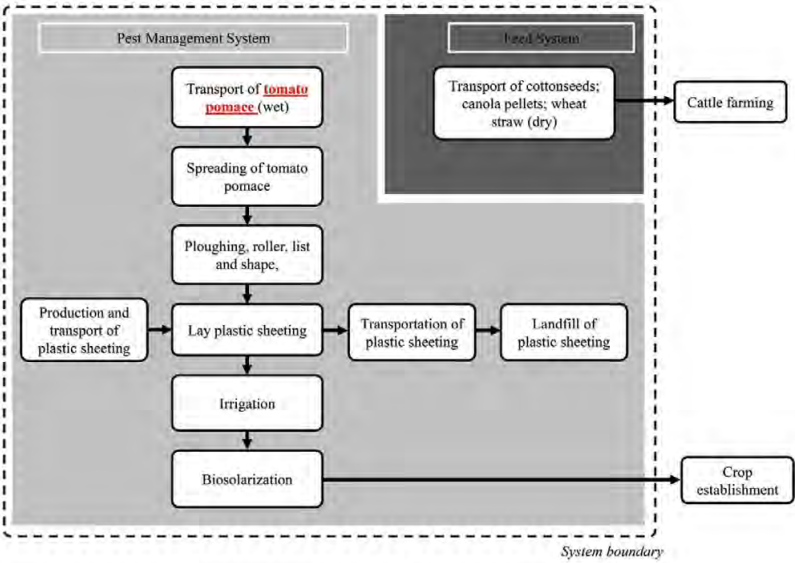 Pest Management System
Feed System
Transport of tomato
pomace (wet)
Transport of cottonseeds;
canola pellets; wheat
straw (dry)
Cattle farming
Spreading of tomato
pomace
Ploughing, roller, list
and shape,
Production and
transport of
plastic sheeting
Lay plastic sheeting
Transportation of
plastic sheeting
Landfill of
plastic sheeting
Irrigation
Biosolarization
Crop
establishment
System boundary